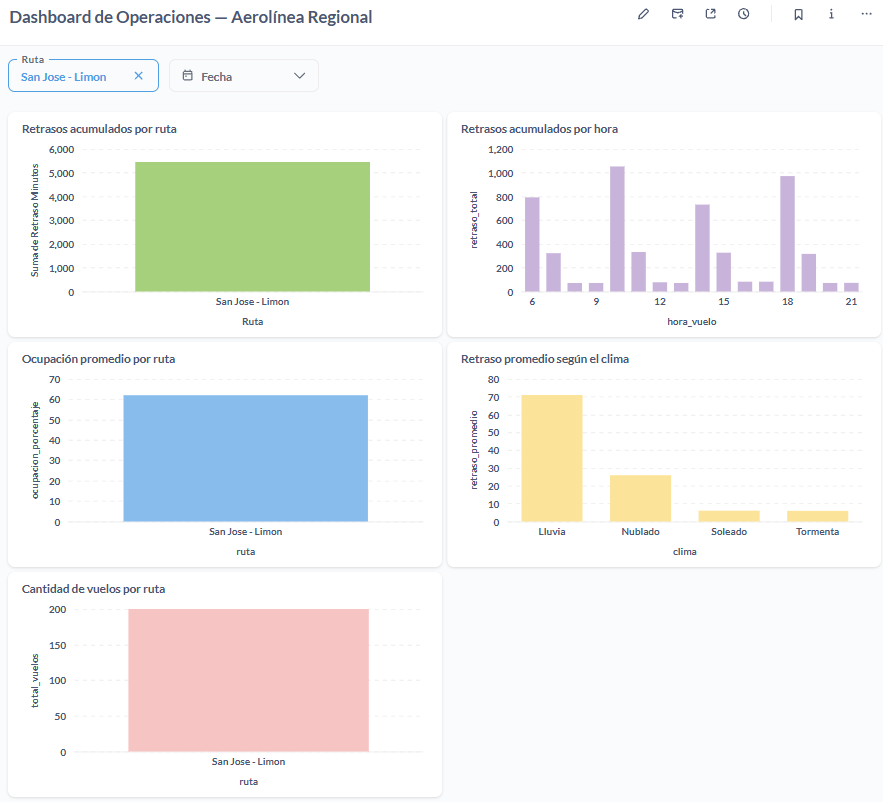 Dashboard de Operaciones — Aerolínea Regional
Ruta
San Jose - Limon
Fecha
Retrasos acumulados por ruta
6,000
5,000
4,000
3,000
2,000
1,000
0
Suma de Retraso Minutos
San Jose - Limon
Ruta
Retrasos acumulados por hora
1,200
1,000
800
600
400
200
0
retraso_total
6 9 12 15 18 21
hora_vuelo
Ocupación promedio por ruta
70
60
50
40
30
20
10
0
ocupacion_porcentaje
San Jose - Limon
ruta
Retraso promedio según el clima
80
70
60
50
40
30
20
10
0
retraso_promedio
Lluvia Nublado Soleado Tormenta
clima
Cantidad de vuelos por ruta
200
150
100
50
0
total_vuelos
San Jose - Limon
ruta